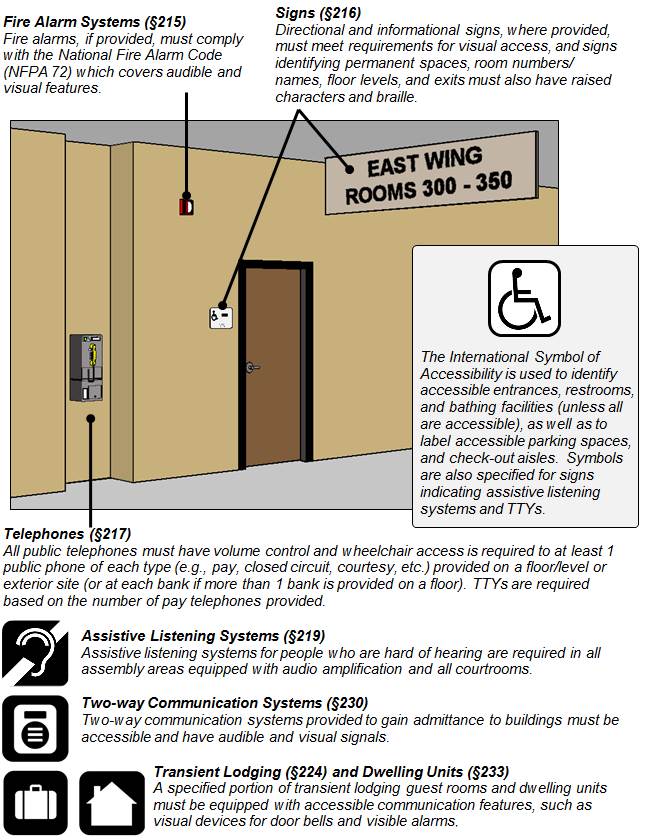 Fire Alarm Systems (§215)
Fire alarms, if provided, must comply
with the National Fire Alarm Code
(NFPA 72) which covers audible and
visual features.
Signs (§216)
Directional and informational signs, where provided,
must meet requirements for visual access, and signs
identifying permanent spaces, room numbers/
names, floor levels, and exits must also have raised
characters and braille.
EAST WING
ROOMS 300 - 350
The International Symbol of
Accessibility is used to identify
accessible entrances, restrooms,
and bathing facilities (unless all
are accessible), as well as to
label accessible parking spaces,
and check-out aisles. Symbols
are also specified for signs
indicating assistive listening
systems and TTYs.
Telephones (§217)
All public telephones must have volume control and wheelchair access is required to at least 1
public phone of each type (e.g., pay, closed circuit, courtesy, etc.) provided on a floor/level or
exterior site (or at each bank if more than 1 bank is provided on a floor). TTYs are required
based on the number of pay telephones provided.
Assistive Listening Systems (§219)
Assistive listening systems for people who are hard of hearing are required in all
assembly areas equipped with audio amplification and all courtrooms.
Two-way Communication Systems (§230)
Two-way communication systems provided to gain admittance to buildings must be
accessible and have audible and visual signals.
Transient Lodging (§224) and Dwelling Units (§233)
A specified portion of transient lodging guest rooms and dwelling units
must be equipped with accessible communication features, such as
visual devices for door bells and visible alarms.